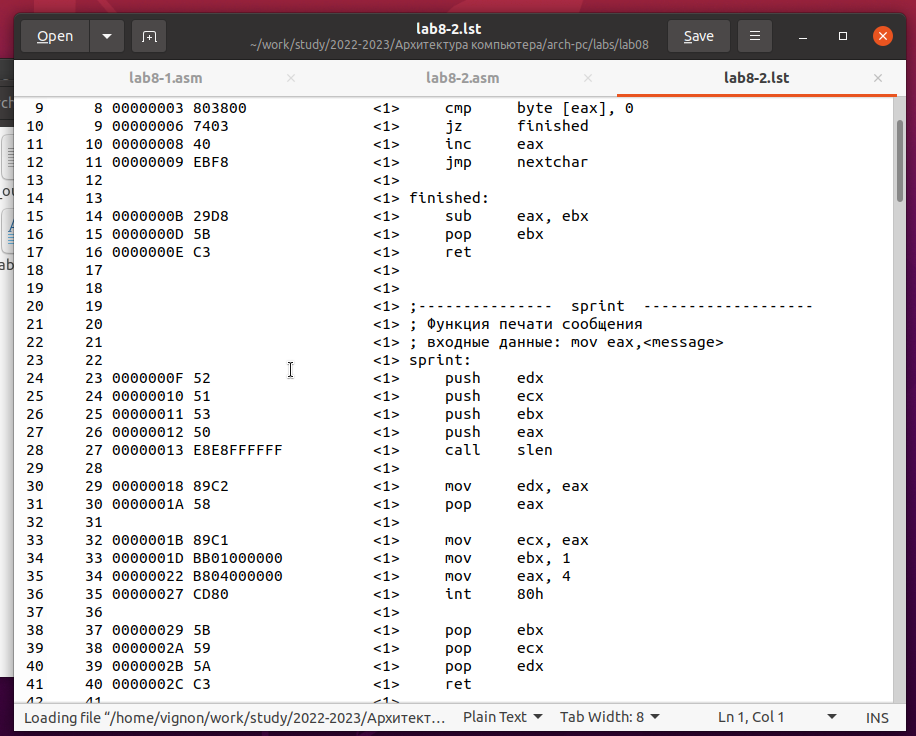 Open
lab8-2.lst
~/work/study/2022-2023/Архитектура компьютера/arch-pc/labs/lab08
Save
lab8-1.asm
lab8-2.asm
lab8-2.lst
9 8 00000003 803800 <1> cmp byte [eax], 0
10 9 00000006 7403 <1> jz finished
11 10 00000008 40 <1> inc eax
12 11 00000009 EBF8 <1> jmp nextchar
13 12 <1>
14 13 <1> finished:
15 14 0000000B 29D8 <1> sub eax, ebx
16 15 0000000D 5B <1> pop ebx
17 16 0000000E C3 <1> ret
18 17 <1>
19 18 <1>
20 19 <1> ;--------------- sprint -------------------
21 20 <1> ; Функция печати сообщения
22 21 <1> ; входные данные: mov eax,<message>
23 22 <1> sprint:
24 23 0000000F 52 <1> push edx
25 24 00000010 51 <1> push ecx
26 25 00000011 53 <1> push ebx
27 26 00000012 50 <1> push eax
28 27 00000013 E8E8FFFFFF <1> call slen
29 28 <1>
30 29 00000018 89C2 <1> mov edx, eax
31 30 0000001A 58 <1> pop eax
32 31 <1>
33 32 0000001B 89C1 <1> mov ecx, eax
34 33 0000001D BB01000000 <1> mov ebx, 1
35 34 00000022 B804000000 <1> mov eax, 4
36 35 00000027 CD80 <1> int 80h
37 36 <1>
38 37 00000029 5B <1> pop ebx
39 38 0000002A 59 <1> pop ecx
40 39 0000002B 5A <1> pop edx
41 40 0000002C C3 <1> ret
42 41 <1>
Loading file “/home/vignon/work/study/2022-2023/Архитект… Plain Text Tab Width: 8 Ln 1, Col 1 INS